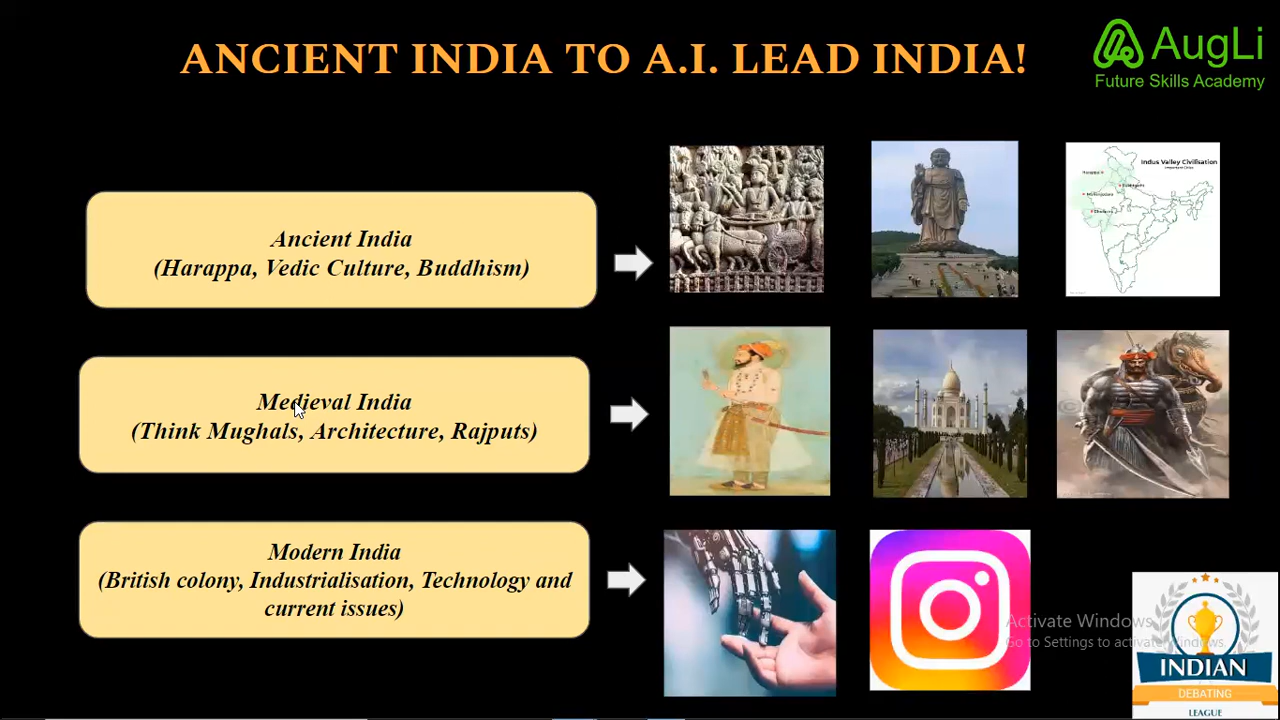 ANCIENT INDIA TO A.I. LEAD INDIA!
AugLi
Future Skills Academy
Ancient India
(Harappa, Vedic Culture, Buddhism)
Indus Valley Civilisation
Harappa
Medieval India
(Think Mughals, Architecture, Rajputs)
Modern India
(British colony, Industrialisation, Technology and
current issues)
Activate Windows
Go to Settings to activate Windows.
INDIAN
DEBATING
LEAGUE